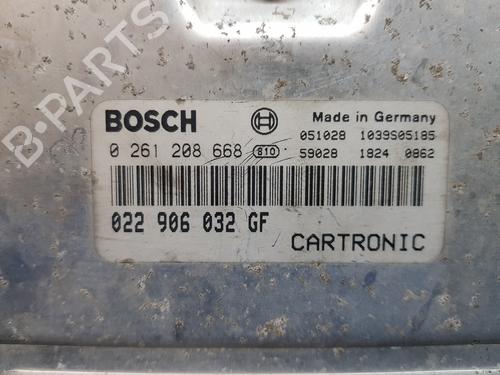 B-PARTS
BOSCH
Made in Germany
051028 1039S05185
0 261 208 668 810
59028 1824 0862
022 906 032 GF
CARTRONIC